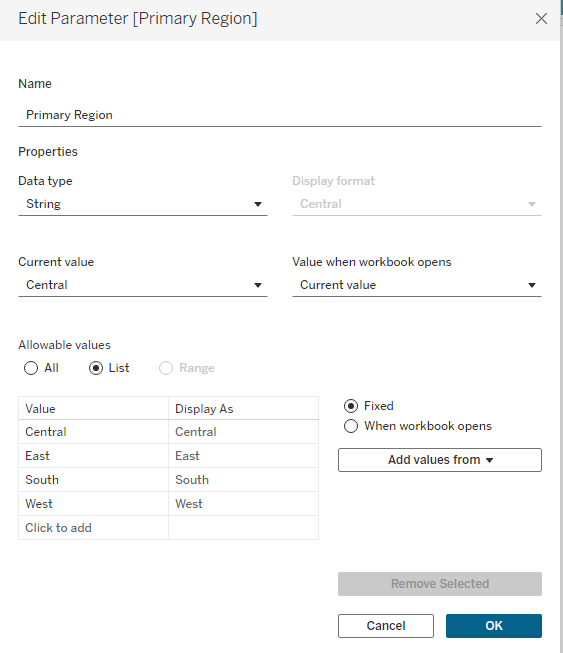 Edit Parameter [Primary Region]
Name
Primary Region
Properties
Data type
Display format
String
Central
Current value
Value when workbook opens
Central
Current value
Allowable values
All
List
Range
Value
Display As
Central
Central
East
East
South
South
West
West
Click to add
Fixed
When workbook opens
Add values from
Remove Selected
Cancel
OK